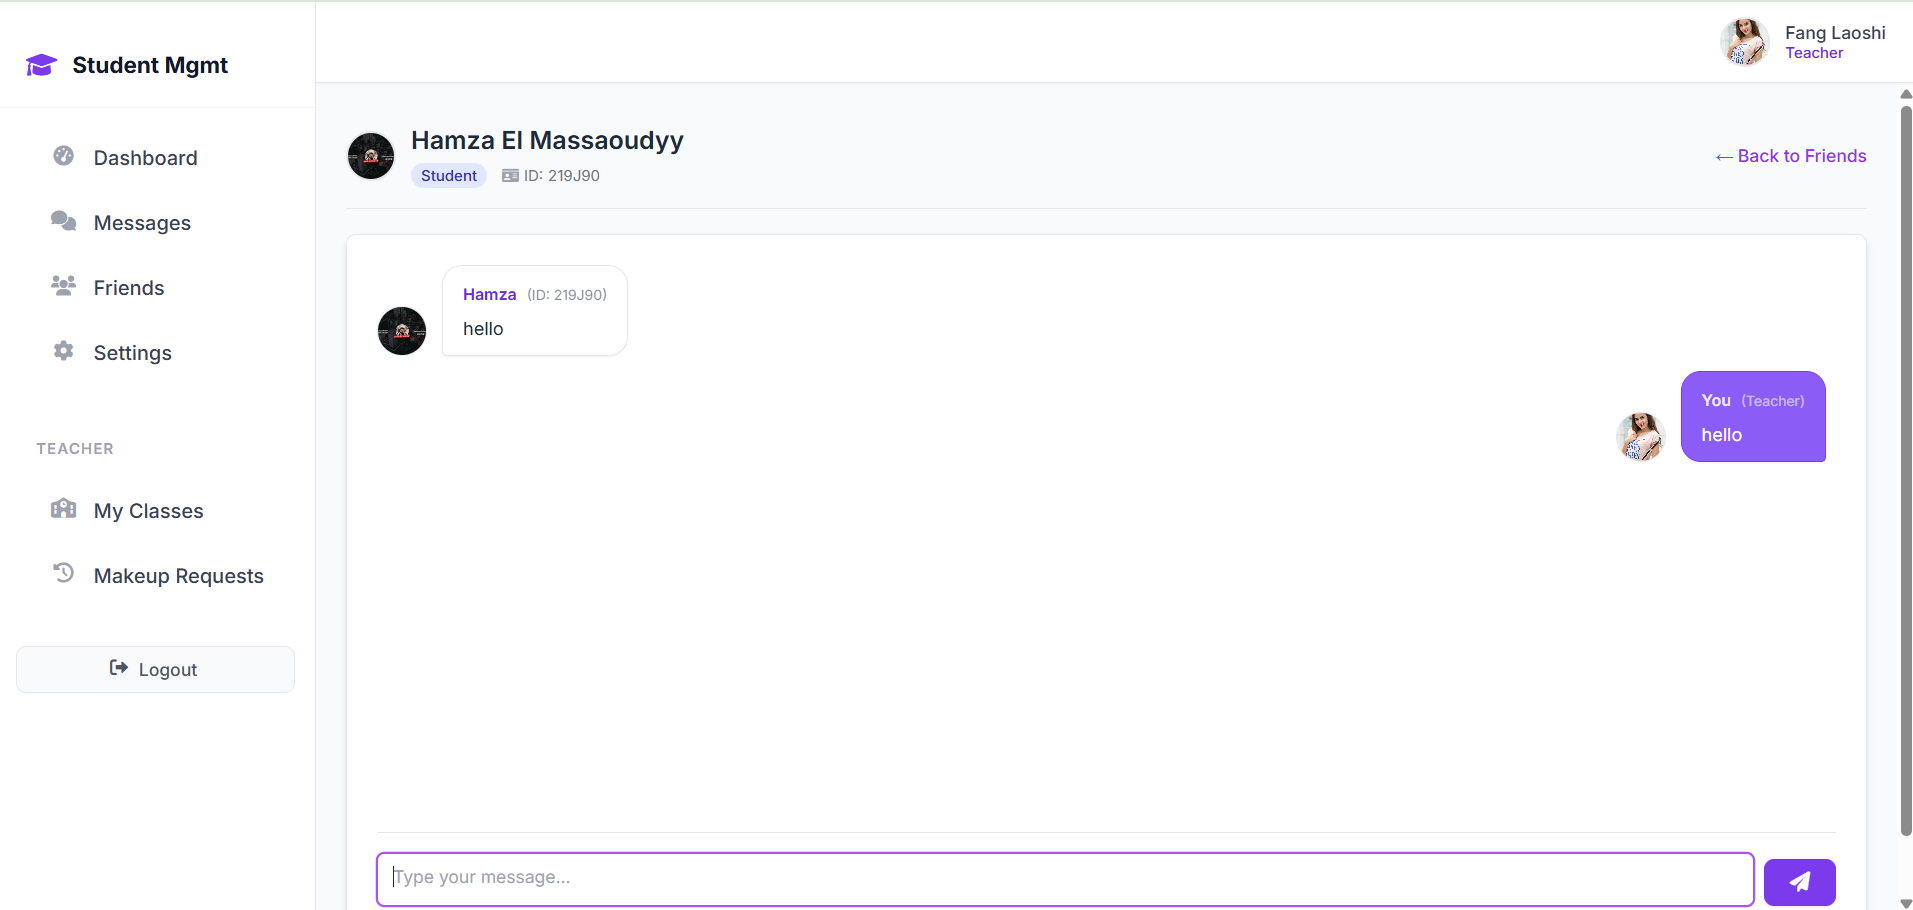 Student Mgmt
Fang Laoshi
Teacher
Dashboard
Messages
Friends
Settings
TEACHER
My Classes
Makeup Requests
Logout
Hamza El Massaoudyy
Student ID: 219J90
← Back to Friends
Hamza (ID: 219J90)
hello
You (Teacher)
hello
Type your message...